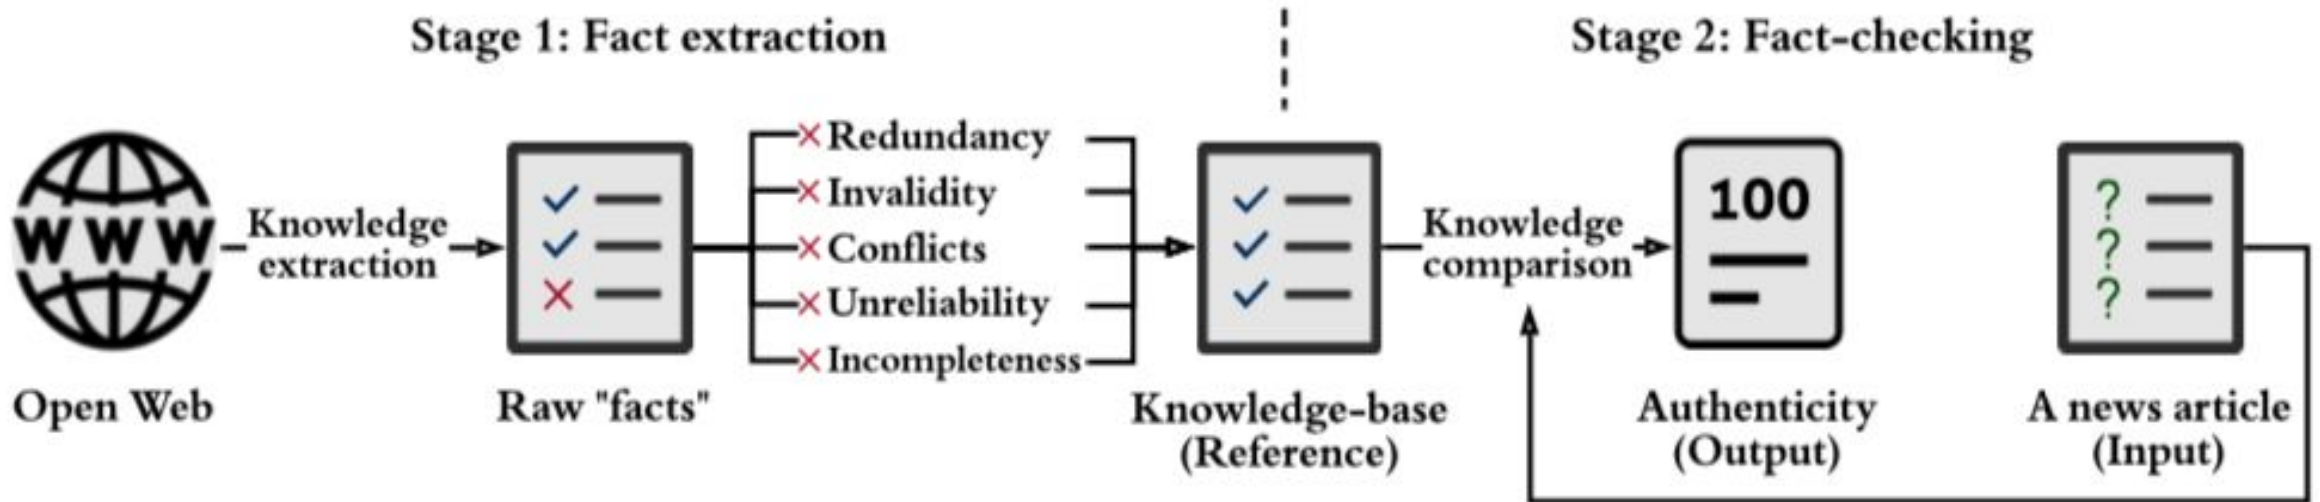 Stage 1: Fact extraction
Stage 2: Fact-checking
WWW
Knowledge
extraction
Redundancy
Invalidity
Conflicts
Unreliability
Incompleteness
Knowledge
comparison
100
Open Web
Raw "facts"
Knowledge-base
(Reference)
Authenticity
(Output)
A news article
(Input)
? 
?
?